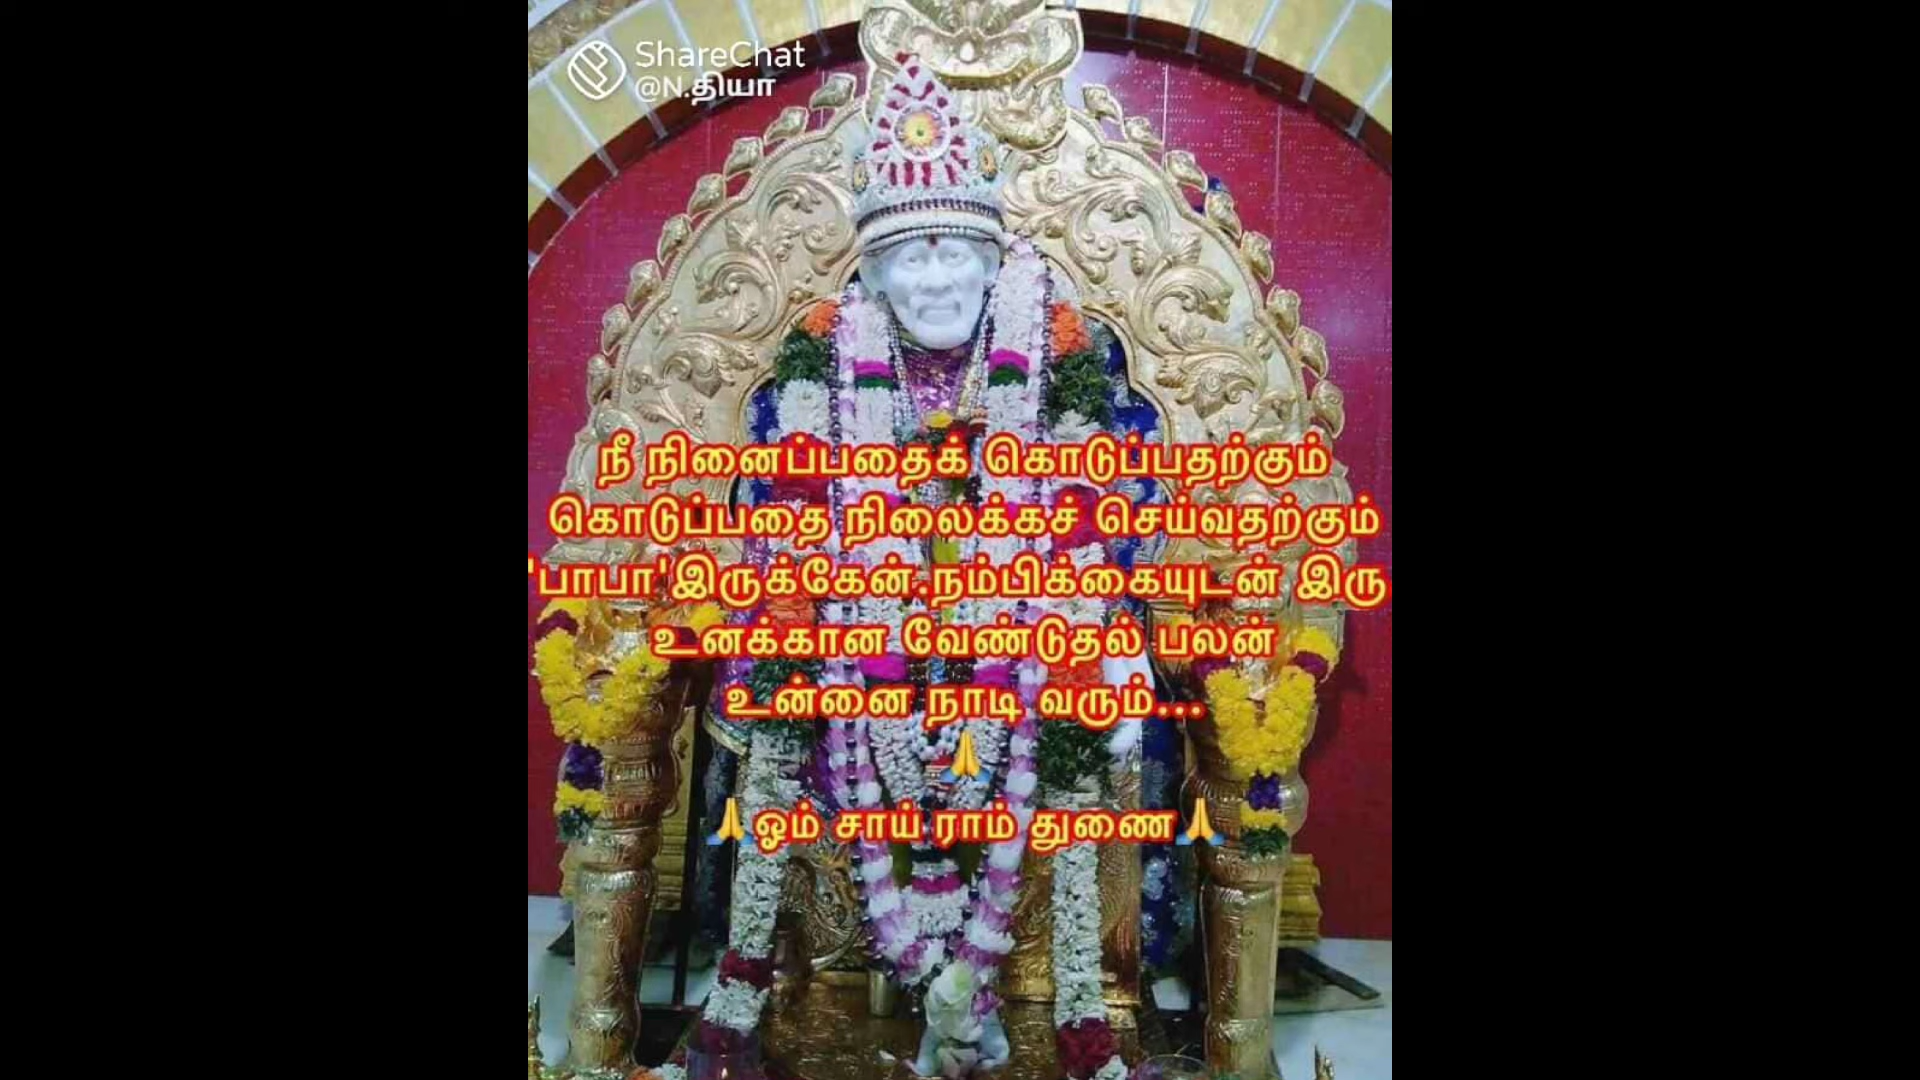 ShareChat
@N.தியா
நீ நினைப்பதைக் கொடுப்பதற்கும்
கொடுப்பதை நிலைக்கச் செய்வதற்கும்
'பாபா'இருக்கேன்.நம்பிக்கையுடன் இரு
உனக்கான வேண்டுதல் பலன்
உன்னை நாடி வரும்...
🙏
🙏ஓம் சாய் ராம் துணை🙏